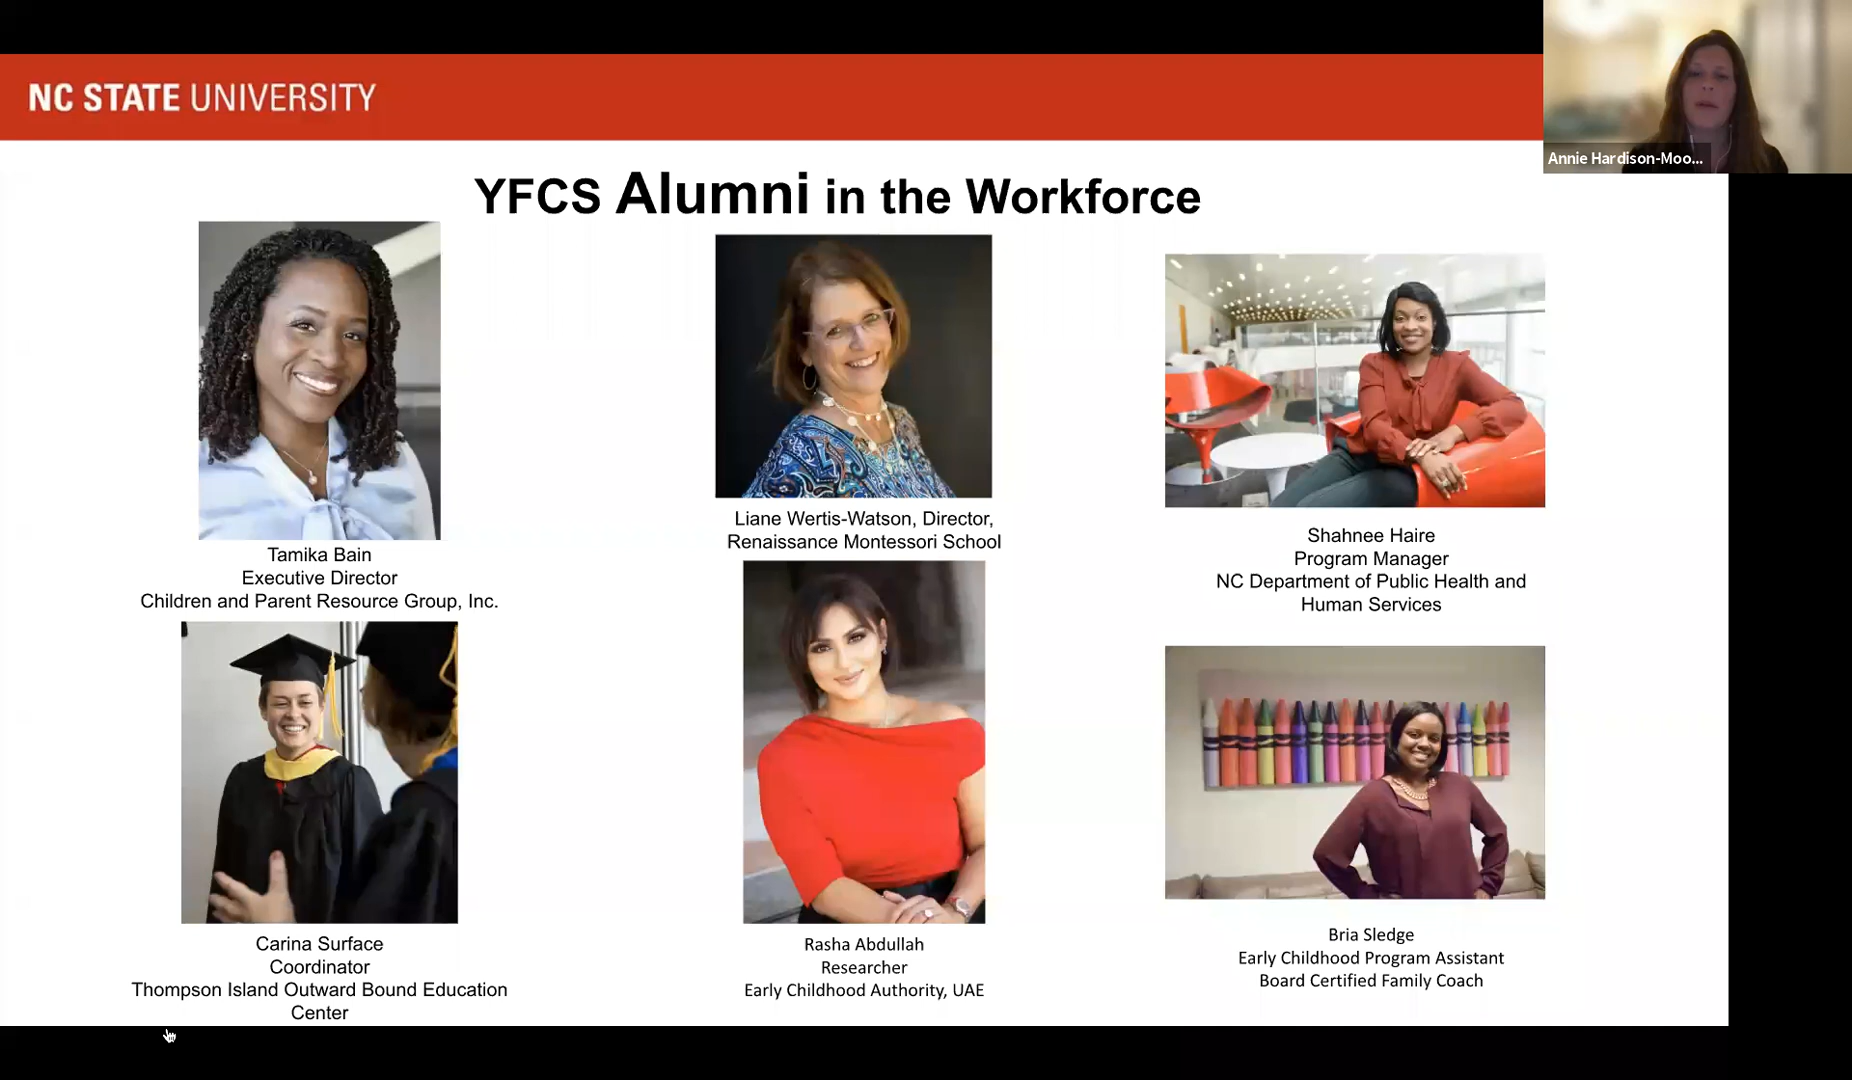 NC STATE UNIVERSITY
Annie Hardison-Moo...
YFCS Alumni in the Workforce
Tamika Bain
Executive Director
Children and Parent Resource Group, Inc.
Liane Wertis-Watson, Director,
Renaissance Montessori School
Shahnee Haire
Program Manager
NC Department of Public Health and
Human Services
Carina Surface
Coordinator
Thompson Island Outward Bound Education
Center
Rasha Abdullah
Researcher
Early Childhood Authority, UAE
Bria Sledge
Early Childhood Program Assistant
Board Certified Family Coach